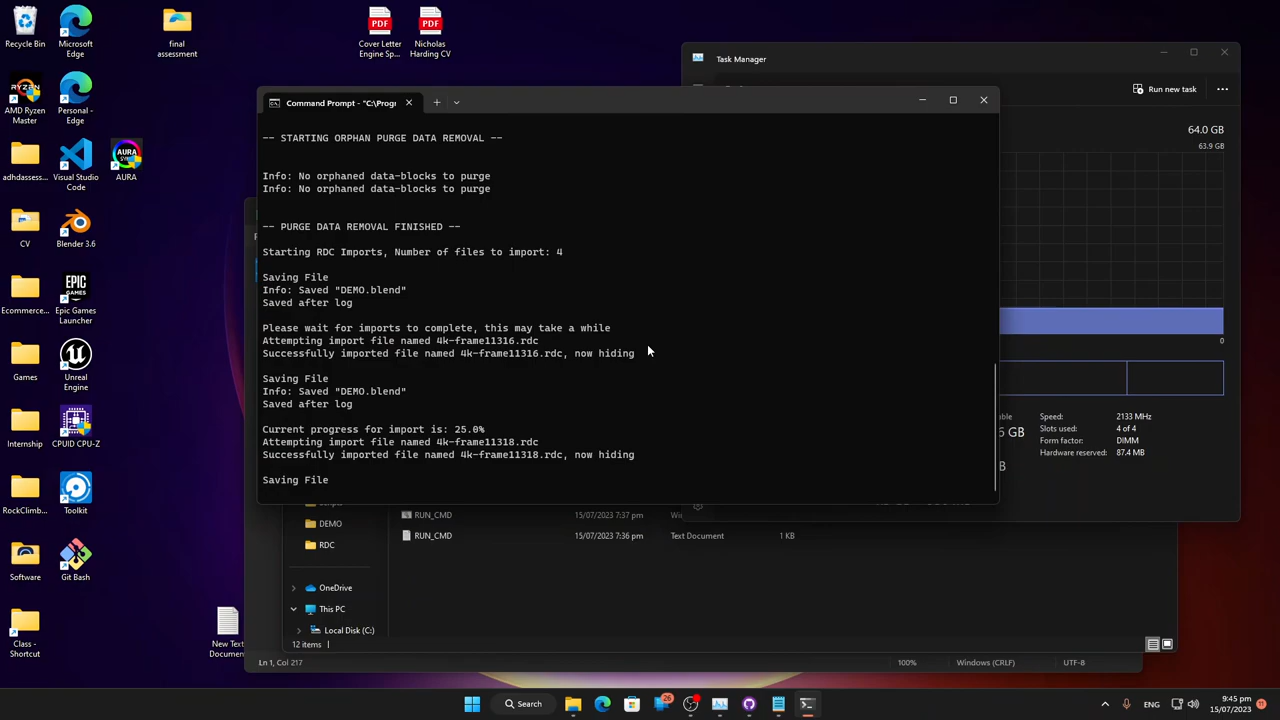 Recycle Bin
Microsoft Edge
final assessment
Cover Letter Engine Sp...
Nicholas Harding CV
AMD Ryzen Master
Personal - Edge
adhdassess...
Visual Studio Code
AURA
CV
Blender 3.6
Ecommerce...
Epic Games Launcher
Games
Unreal Engine
Internship
CPUID CPU-Z
RockClimb...
Toolkit
Software
Git Bash
Class - Shortcut
New Text Documen...
Task Manager
Run new task
64.0 GB
63.9 GB
0
Speed:
2133 MHz
Slots used:
4 of 4
Form factor:
DIMM
Hardware reserved:
87.4 MB
Command Prompt - "C:\Progr
-- STARTING ORPHAN PURGE DATA REMOVAL --
Info: No orphaned data-blocks to purge
Info: No orphaned data-blocks to purge
-- PURGE DATA REMOVAL FINISHED --
Starting RDC Imports, Number of files to import: 4
Saving File
Info: Saved "DEMO.blend"
Saved after log
Please wait for imports to complete, this may take a while
Attempting import file named 4k-frame11316.rdc
Successfully imported file named 4k-frame11316.rdc, now hiding
Saving File
Info: Saved "DEMO.blend"
Saved after log
Current progress for import is: 25.0%
Attempting import file named 4k-frame11318.rdc
Successfully imported file named 4k-frame11318.rdc, now hiding
Saving File
DEMO
RDC
OneDrive
This PC
Local Disk (C:)
12 items
RUN_CMD 15/07/2023 7:37 pm
RUN_CMD 15/07/2023 7:36 pm Text Document 1 KB
Ln 1, Col 217
100%
Windows (CRLF)
UTF-8
Search
26
ENG
9:45 pm
15/07/2023